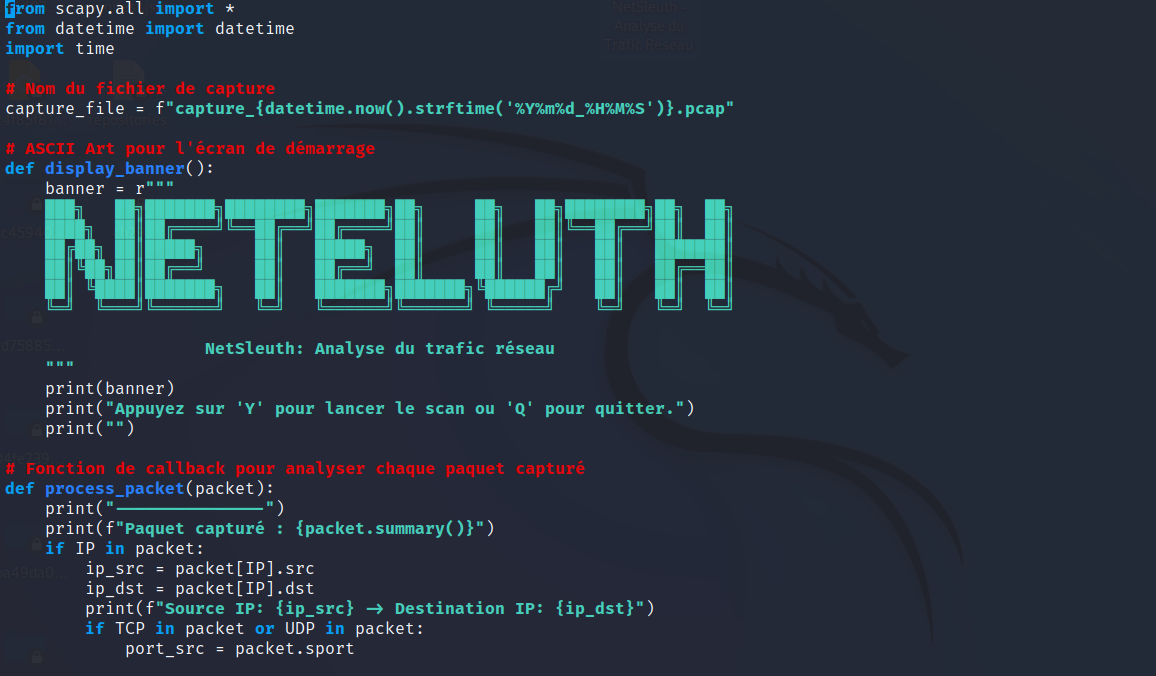 from scapy.all import *
from datetime import datetime
import time
NetSleuth -
Analyse du
Trafic Réseau
# Nom du fichier de capture
capture_file = f"capture_{datetime.now().strftime('%Y%m%d_%H%M%S')}.pcap"
# ASCII Art pour l'écran de démarrage
def display_banner():
    banner = r"""
NETELUTH
                    NetSleuth: Analyse du trafic réseau
    """
    print(banner)
    print("Appuyez sur 'Y' pour lancer le scan ou 'Q' pour quitter.")
    print("")
# Fonction de callback pour analyser chaque paquet capturé
def process_packet(packet):
    print("---------------")
    print(f"Paquet capturé : {packet.summary()}")
    if IP in packet:
        ip_src = packet[IP].src
        ip_dst = packet[IP].dst
        print(f"Source IP: {ip_src} -> Destination IP: {ip_dst}")
        if TCP in packet or UDP in packet:
            port_src = packet.sport